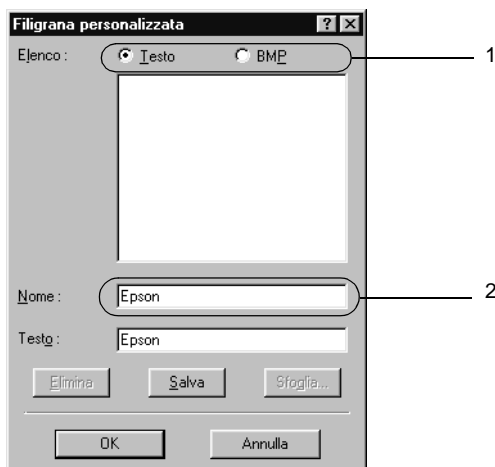 Filigrana personalizzata
Elenco : Testo BMP 1
Nome : Epson 2
Testo : Epson
Elimina Salva Sfoglia...
OK Annulla